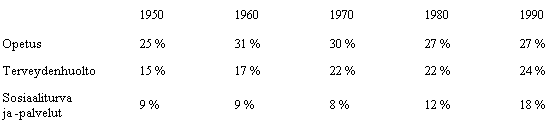 1950 1960 1970 1980 1990
Opetus 25 % 31 % 30 % 27 % 27 %
Terveydenhuolto 15 % 17 % 22 % 22 % 24 %
Sosiaaliturva
ja -palvelut 9 % 9 % 8 % 12 % 18 %